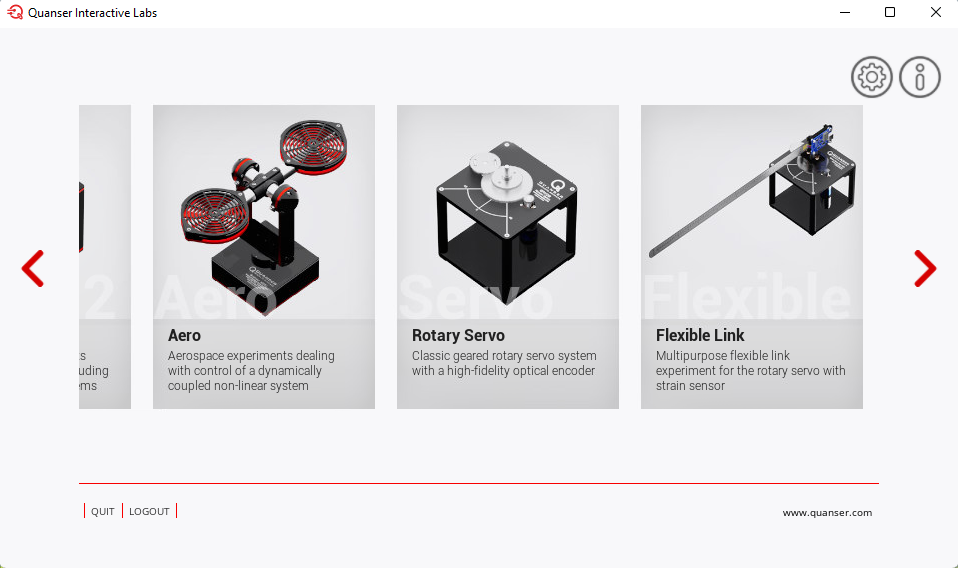 Quanser Interactive Labs
2
s
uding
ems
Aero
Aero
Aerospace experiments dealing
with control of a dynamically
coupled non-linear system
QUANSER
Servo
Rotary Servo
Classic geared rotary servo system
with a high-fidelity optical encoder
Flexible
Flexible Link
Multipurpose flexible link
experiment for the rotary servo with
strain sensor
QUIT
LOGOUT
www.quanser.com